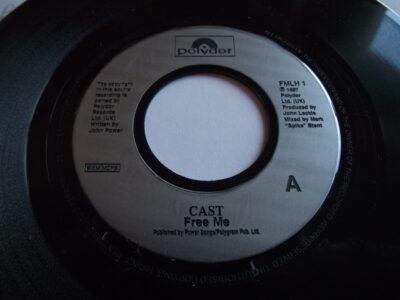 polydor
The copyright
in this sound
recording is
owned by
Polydor
Records
Ltd. (UK)
Written by
John Power
FMLH 1
℗ 1997
Polydor
Ltd. (UK)
Produced by
John Leckie
Mixed by Mark
"Spike" Stent
BIEM/MCPS
A
CAST
Free Me
Published by Power Songs/Polygram Pub. Ltd.